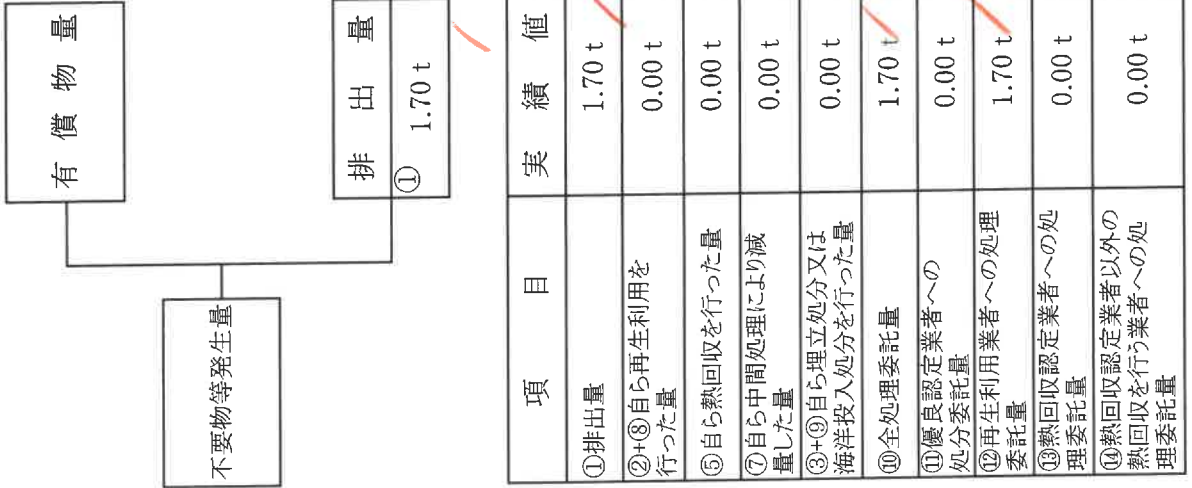 有償物量
不要物等発生量
排出量
① 1.70 t
項目 実績値
①排出量 1.70 t
②+⑧自ら再生利用を
行った量 0.00 t
⑤自ら熱回収を行った量 0.00 t
⑦自ら中間処理により減
量した量 0.00 t
③+⑨自ら埋立処分又は
海洋投入処分を行った量 0.00 t
⑩全処理委託量 1.70 t
⑪優良認定業者への
処分委託量 0.00 t
⑫再生利用業者への処理
委託量 1.70 t
⑬熱回収認定業者への処
理委託量 0.00 t
⑭熱回収認定業者以外の
熱回収を行う業者への処
理委託量 0.00 t